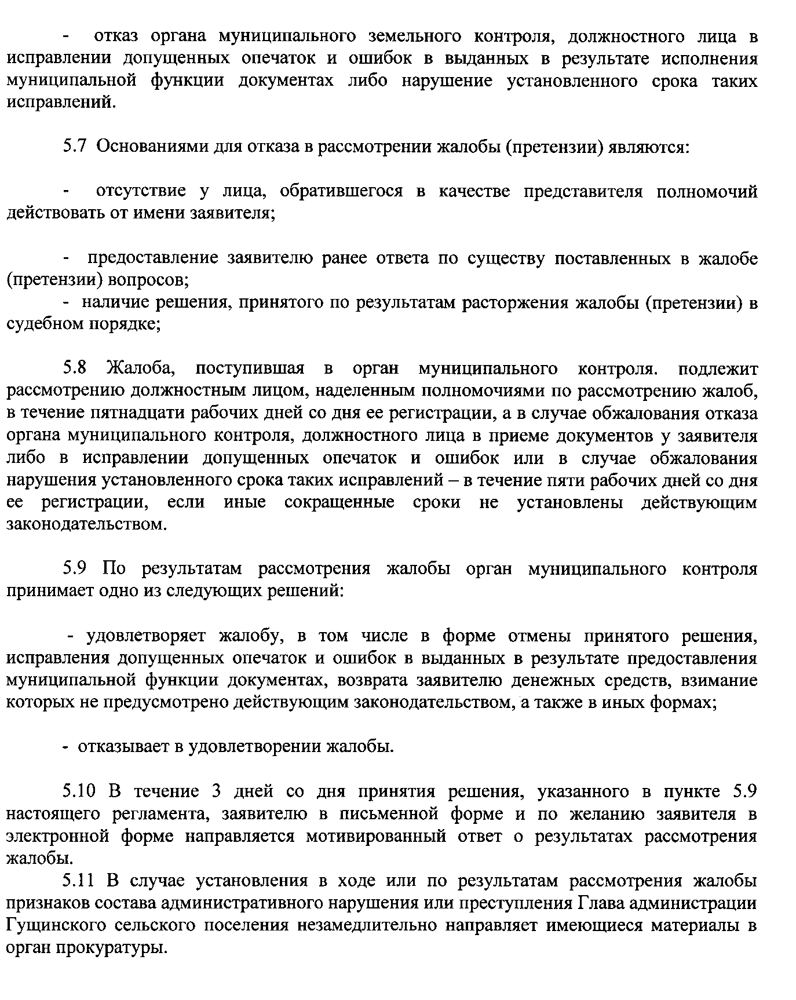 - отказ органа муниципального земельного контроля, должностного лица в
исправлении допущенных опечаток и ошибок в выданных в результате исполнения
муниципальной функции документах либо нарушение установленного срока таких
исправлений.
5.7 Основаниями для отказа в рассмотрении жалобы (претензии) являются:
- отсутствие у лица, обратившегося в качестве представителя полномочий
действовать от имени заявителя;
- предоставление заявителю ранее ответа по существу поставленных в жалобе
(претензии) вопросов;
- наличие решения, принятого по результатам расторжения жалобы (претензии) в
судебном порядке;
5.8 Жалоба, поступившая в орган муниципального контроля. подлежит
рассмотрению должностным лицом, наделенным полномочиями по рассмотрению жалоб,
в течение пятнадцати рабочих дней со дня ее регистрации, а в случае обжалования отказа
органа муниципального контроля, должностного лица в приеме документов у заявителя
либо в исправлении допущенных опечаток и ошибок или в случае обжалования
нарушения установленного срока таких исправлений – в течение пяти рабочих дней со дня
ее регистрации, если иные сокращенные сроки не установлены действующим
законодательством.
5.9 По результатам рассмотрения жалобы орган муниципального контроля
принимает одно из следующих решений:
- удовлетворяет жалобу, в том числе в форме отмены принятого решения,
исправления допущенных опечаток и ошибок в выданных в результате предоставления
муниципальной функции документах, возврата заявителю денежных средств, взимание
которых не предусмотрено действующим законодательством, а также в иных формах;
- отказывает в удовлетворении жалобы.
5.10 В течение 3 дней со дня принятия решения, указанного в пункте 5.9
настоящего регламента, заявителю в письменной форме и по желанию заявителя в
электронной форме направляется мотивированный ответ о результатах рассмотрения
жалобы.
5.11 В случае установления в ходе или по результатам рассмотрения жалобы
признаков состава административного нарушения или преступления Глава администрации
Гущинского сельского поселения незамедлительно направляет имеющиеся материалы в
орган прокуратуры.